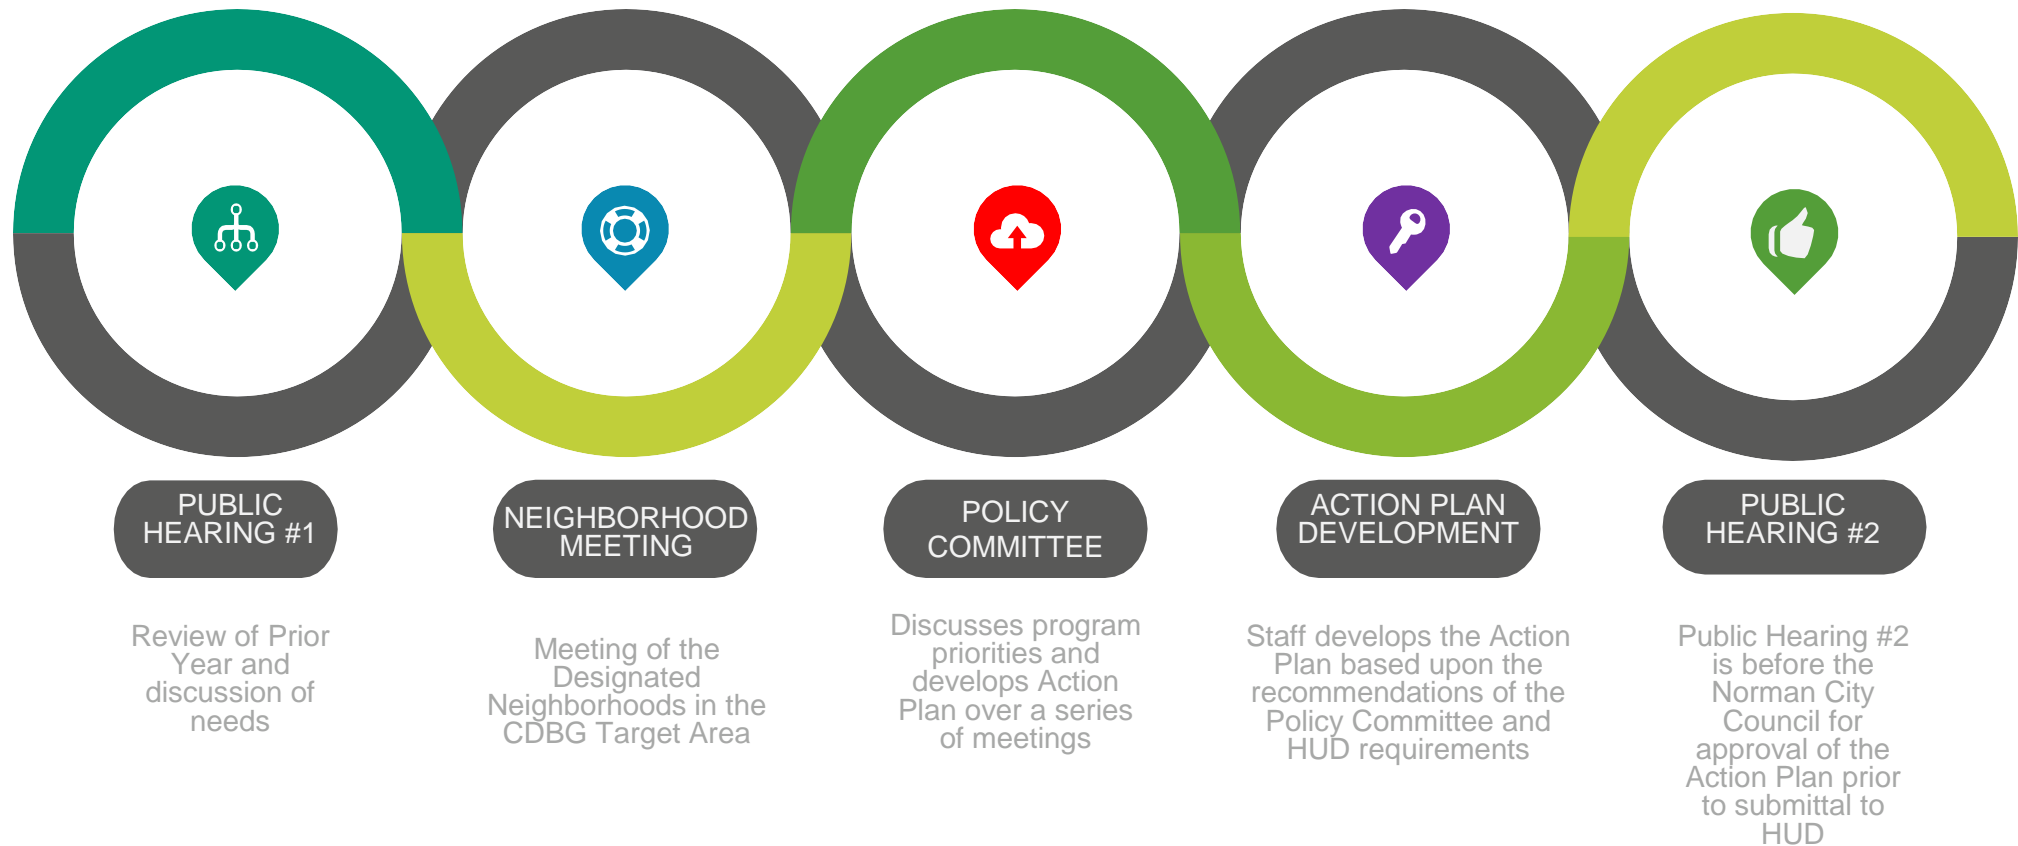 PUBLIC
HEARING #1
Review of Prior
Year and
discussion of
needs
NEIGHBORHOOD
MEETING
Meeting of the
Designated
Neighborhoods in the
CDBG Target Area
POLICY
COMMITTEE
Discusses program
priorities and
develops Action
Plan over a series
of meetings
ACTION PLAN
DEVELOPMENT
Staff develops the Action
Plan based upon the
recommendations of the
Policy Committee and
HUD requirements
PUBLIC
HEARING #2
Public Hearing #2
is before the
Norman City
Council for
approval of the
Action Plan prior
to submittal to
HUD